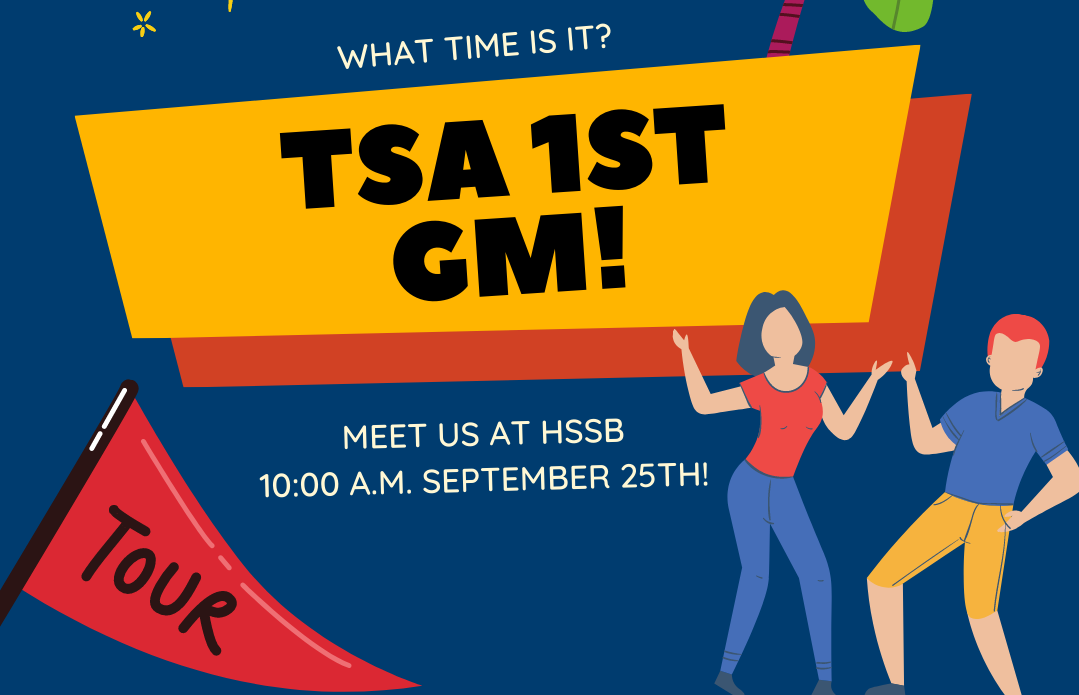 WHAT TIME IS IT?
TSA 1ST
GM!
MEET US AT HSSB
10:00 A.M. SEPTEMBER 25TH!
TOUR